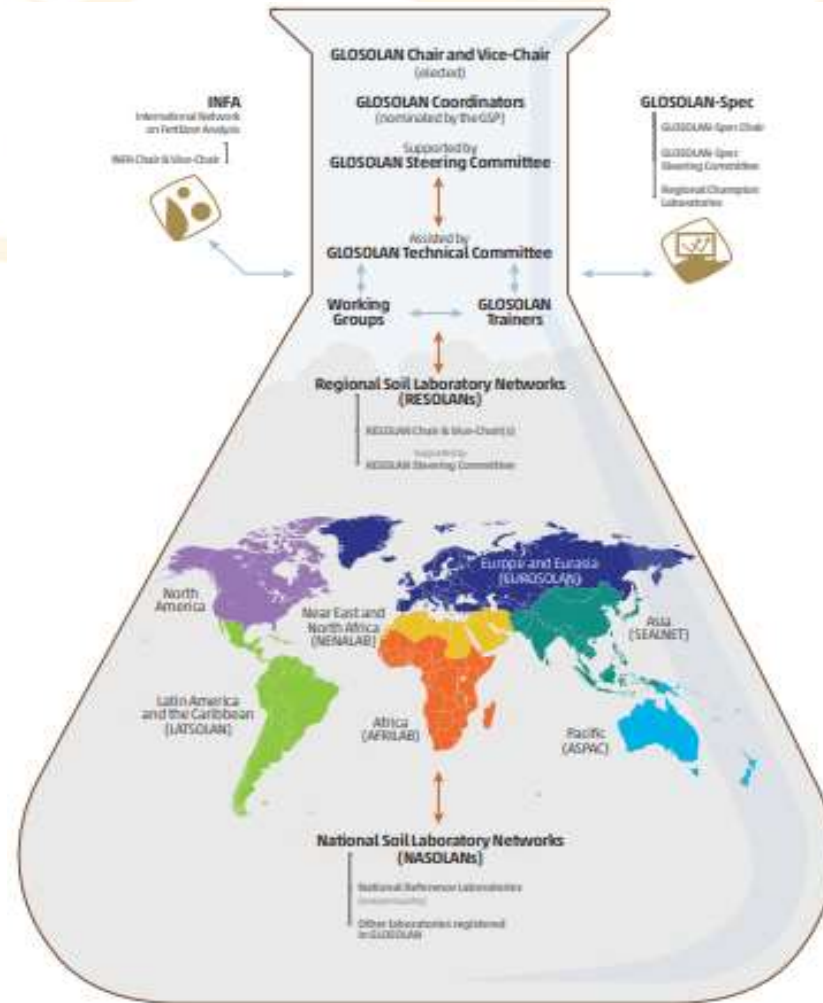 GLOSOLAN Chair and Vice-Chair
(elected)
GLOSOLAN Coordinators
(nominated by the GSP)
Supported by
GLOSOLAN Steering Committee
INFA
International Network
on Fertilizer Analysis
INFA Chair & Vice-Chair
GLOSOLAN-Spec
GLOSOLAN-Spec Chair
GLOSOLAN-Spec
Steering Committee
Regional Champion
Laboratories
Assisted by
GLOSOLAN Technical Committee
Working
Groups
GLOSOLAN
Trainers
Regional Soil Laboratory Networks
(RESOLANs)
RESOLAN Chair & Vice-Chair(s)
Supported by
RESOLAN Steering Committee
North
America
Europe and Eurasia
(EUROSOLAN)
Near East and
North Africa
(NENALAB)
Asia
(SEALNET)
Latin America
and the Caribbean
(LATSOLAN)
Africa
(AFRILAB)
Pacific
(ASPAC)
National Soil Laboratory Networks
(NASOLANs)
National Reference Laboratories
Other laboratories registered
in GLOSOLAN